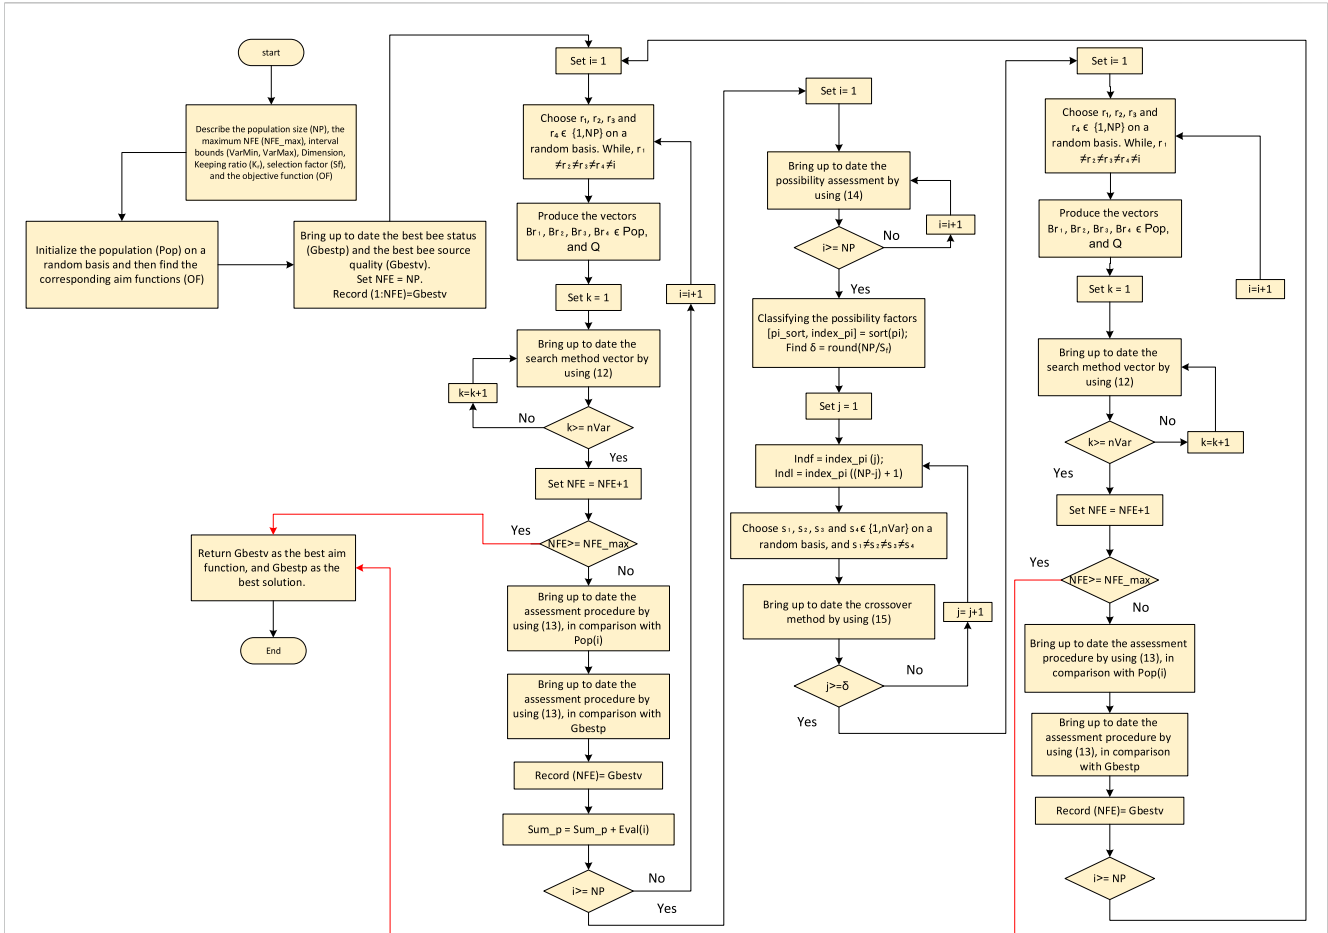 start
Describe the population size (NP), the
maximum NFE (NFE_max), interval
bounds (VarMin, VarMax), Dimension,
Keeping ratio (Kᵣ), selection factor (Sf),
and the objective function (OF)
Initialize the population (Pop) on a
random basis and then find the
corresponding aim functions (OF)
Bring up to date the best bee status
(Gbestp) and the best bee source
quality (Gbestv).
Set NFE = NP.
Record (1:NFE)=Gbestv
Return Gbestv as the best aim
function, and Gbestp as the
best solution.
End
Set i= 1
Choose r₁, r₂, r₃ and
r₄ ϵ {1,NP} on a
random basis. While, r₁
≠r₂≠r₃≠r₄≠i
Produce the vectors
Br₁, Br₂, Br₃, Br₄ ϵ Pop,
and Q
Set k = 1
i=i+1
Bring up to date the
search method vector by
using (12)
k=k+1
No
k>= nVar
Yes
Set NFE = NFE+1
Yes
NFE>= NFE_max
No
Bring up to date the
assessment procedure by
using (13), in comparison with
Pop(i)
Bring up to date the
assessment procedure by
using (13), in comparison with
Gbestp
Record (NFE)= Gbestv
Sum_p = Sum_p + Eval(i)
i>= NP
No
Yes
Set i= 1
Bring up to date the
possibility assessment by
using (14)
i=i+1
No
i>= NP
Yes
Classifying the possibility factors
[pi_sort, index_pi] = sort(pi);
Find δ = round(NP/Sf)
Set j = 1
Indf = index_pi (j);
Indl = index_pi ((NP-j) + 1)
Choose s₁, s₂, s₃ and s₄ϵ {1,nVar} on a
random basis, and s₁≠s₂≠s₃≠s₄
Bring up to date the crossover
method by using (15)
j= j+1
No
j>=δ
Yes
Set i= 1
Choose r₁, r₂, r₃ and
r₄ ϵ {1,NP} on a
random basis. While, r₁
≠r₂≠r₃≠r₄≠i
Produce the vectors
Br₁, Br₂, Br₃, Br₄ ϵ Pop,
and Q
Set k = 1
i=i+1
Bring up to date the
search method vector by
using (12)
No
k>= nVar
k=k+1
Yes
Set NFE = NFE+1
Yes
NFE>= NFE_max
No
Bring up to date the assessment
procedure by using (13), in
comparison with Pop(i)
Bring up to date the
assessment procedure by
using (13), in comparison
with Gbestp
Record (NFE)= Gbestv
i>= NP